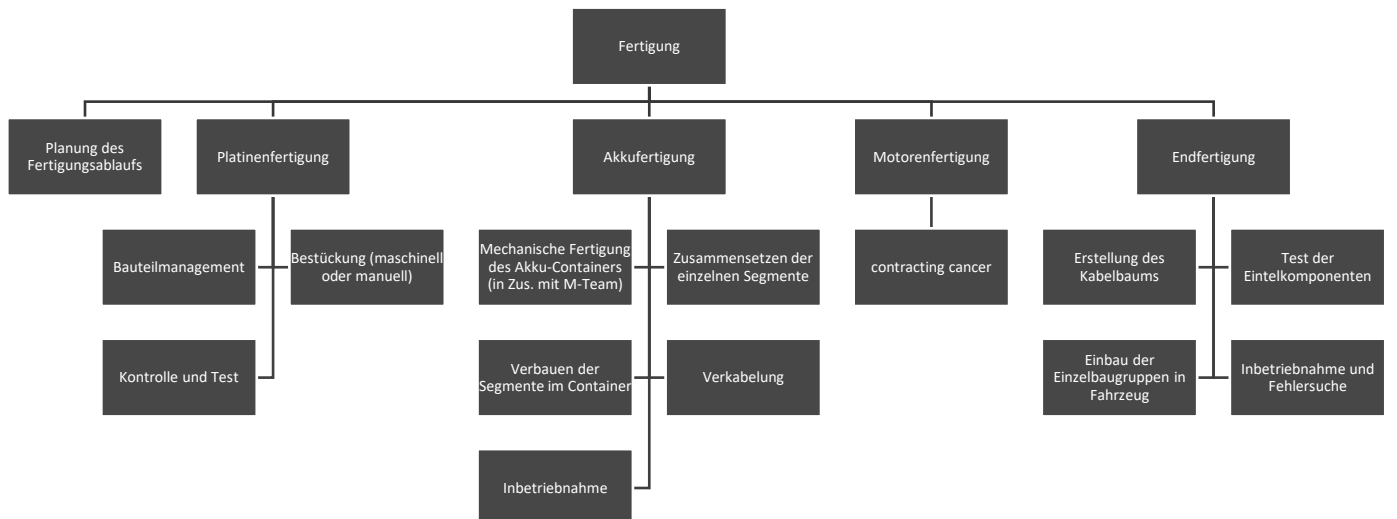 Fertigung
Planung des
Fertigungsablaufs
Platinenfertigung
Akkufertigung
Motorenfertigung
Endfertigung
Bauteilmanagement
Bestückung (maschinell
oder manuell)
Kontrolle und Test
Mechanische Fertigung
des Akku-Containers
(in Zus. mit M-Team)
Zusammensetzen der
einzelnen Segmente
Verbauen der
Segmente im Container
Verkabelung
Inbetriebnahme
contracting cancer
Erstellung des
Kabelbaums
Test der
Eintelkomponenten
Einbau der
Einzelbaugruppen in
Fahrzeug
Inbetriebnahme und
Fehlersuche